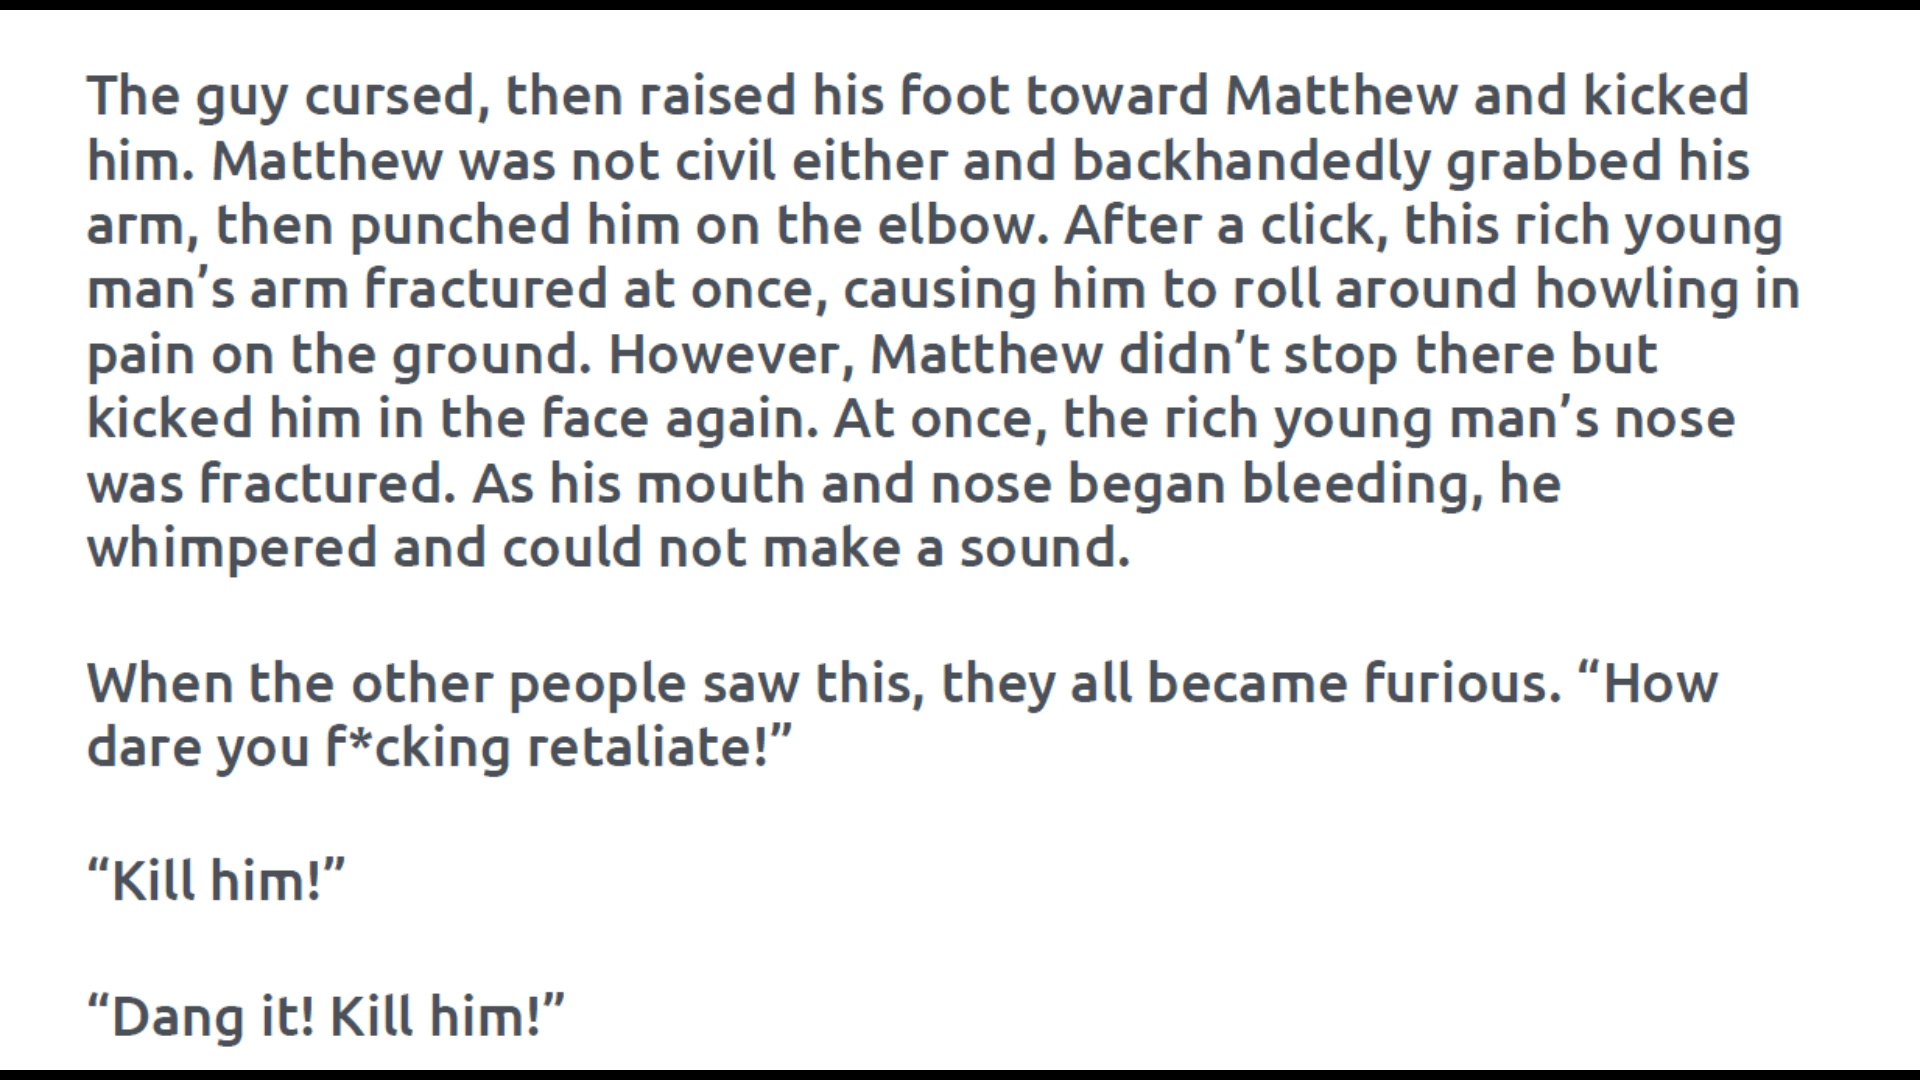 The guy cursed, then raised his foot toward Matthew and kicked
him. Matthew was not civil either and backhandedly grabbed his
arm, then punched him on the elbow. After a click, this rich young
man’s arm fractured at once, causing him to roll around howling in
pain on the ground. However, Matthew didn’t stop there but
kicked him in the face again. At once, the rich young man’s nose
was fractured. As his mouth and nose began bleeding, he
whimpered and could not make a sound.
When the other people saw this, they all became furious. “How
dare you f*cking retaliate!”
“Kill him!”
“Dang it! Kill him!”